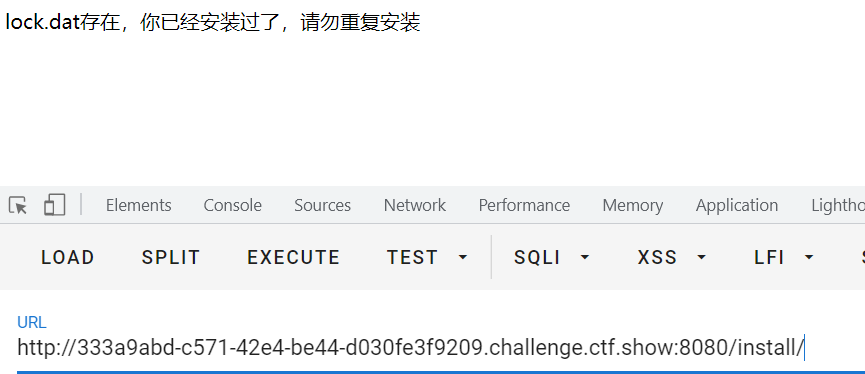 lock.dat存在，你已经安装过了，请勿重复安装
Elements Console Sources Network Performance Memory Application Lightho
LOAD SPLIT EXECUTE TEST SQLI XSS LFI
URL
http://333a9abd-c571-42e4-be44-d030fe3f9209.challenge.ctf.show:8080/install/